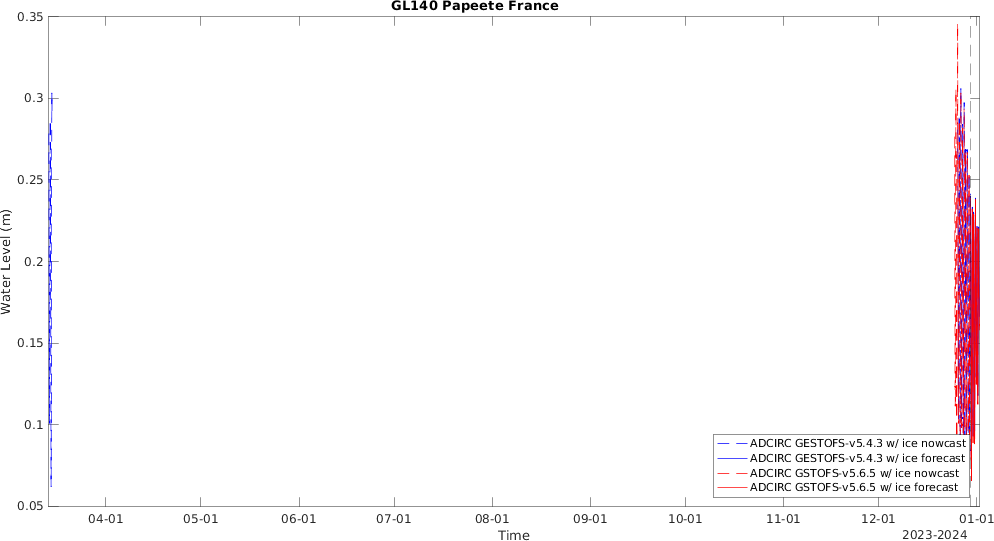 GL140 Papeete France
Water Level (m)
0.35
0.3
0.25
0.2
0.15
0.1
0.05
04-01 05-01 06-01 07-01 08-01 09-01 10-01 11-01 12-01 01-01
Time
2023-2024
ADCIRC GESTOFS-v5.4.3 w/ ice nowcast
ADCIRC GESTOFS-v5.4.3 w/ ice forecast
ADCIRC GSTOFS-v5.6.5 w/ ice nowcast
ADCIRC GSTOFS-v5.6.5 w/ ice forecast